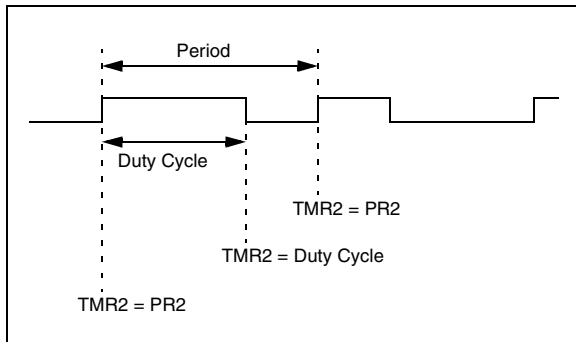 Period
Duty Cycle
TMR2 = PR2
TMR2 = Duty Cycle
TMR2 = PR2